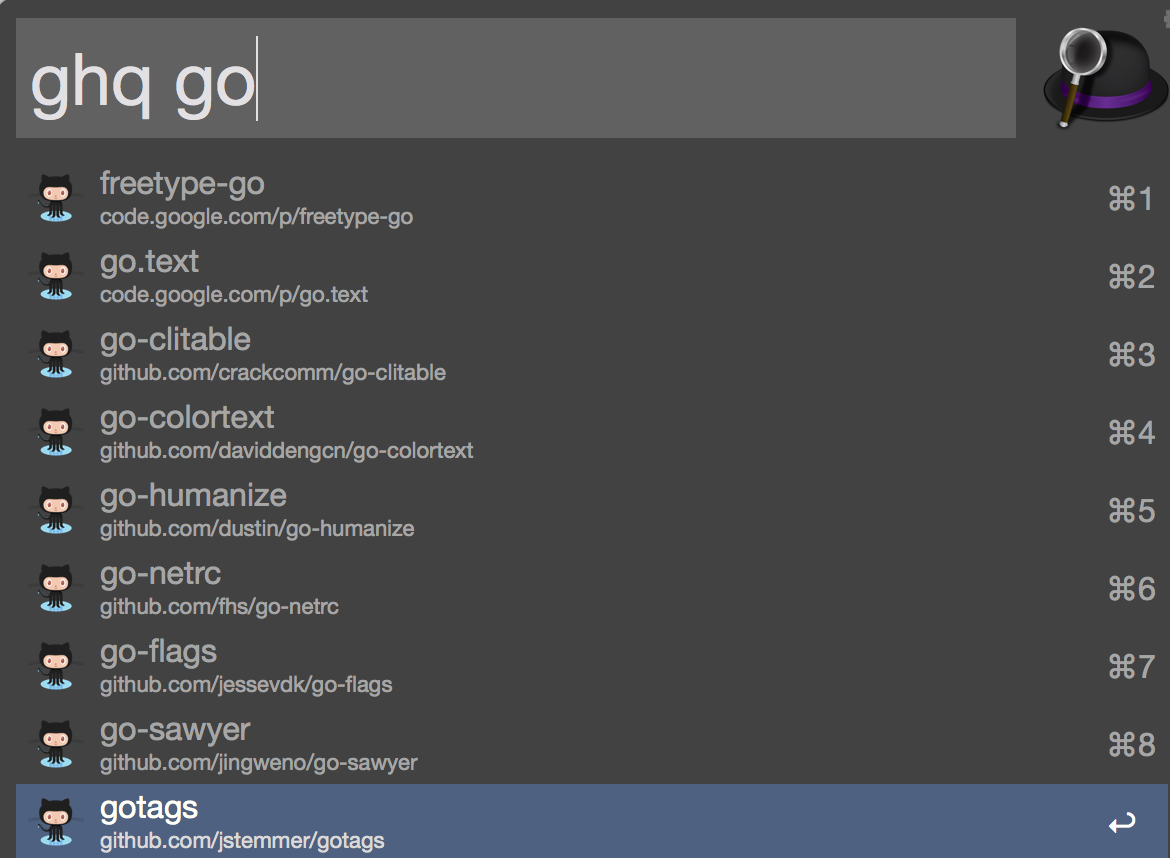 ghq go
freetype-go
code.google.com/p/freetype-go
⌘1
go.text
code.google.com/p/go.text
⌘2
go-clitable
github.com/crackcomm/go-clitable
⌘3
go-colortext
github.com/daviddengcn/go-colortext
⌘4
go-humanize
github.com/dustin/go-humanize
⌘5
go-netrc
github.com/fhs/go-netrc
⌘6
go-flags
github.com/jessevdk/go-flags
⌘7
go-sawyer
github.com/jingweno/go-sawyer
⌘8
gotags
github.com/jstemmer/gotags